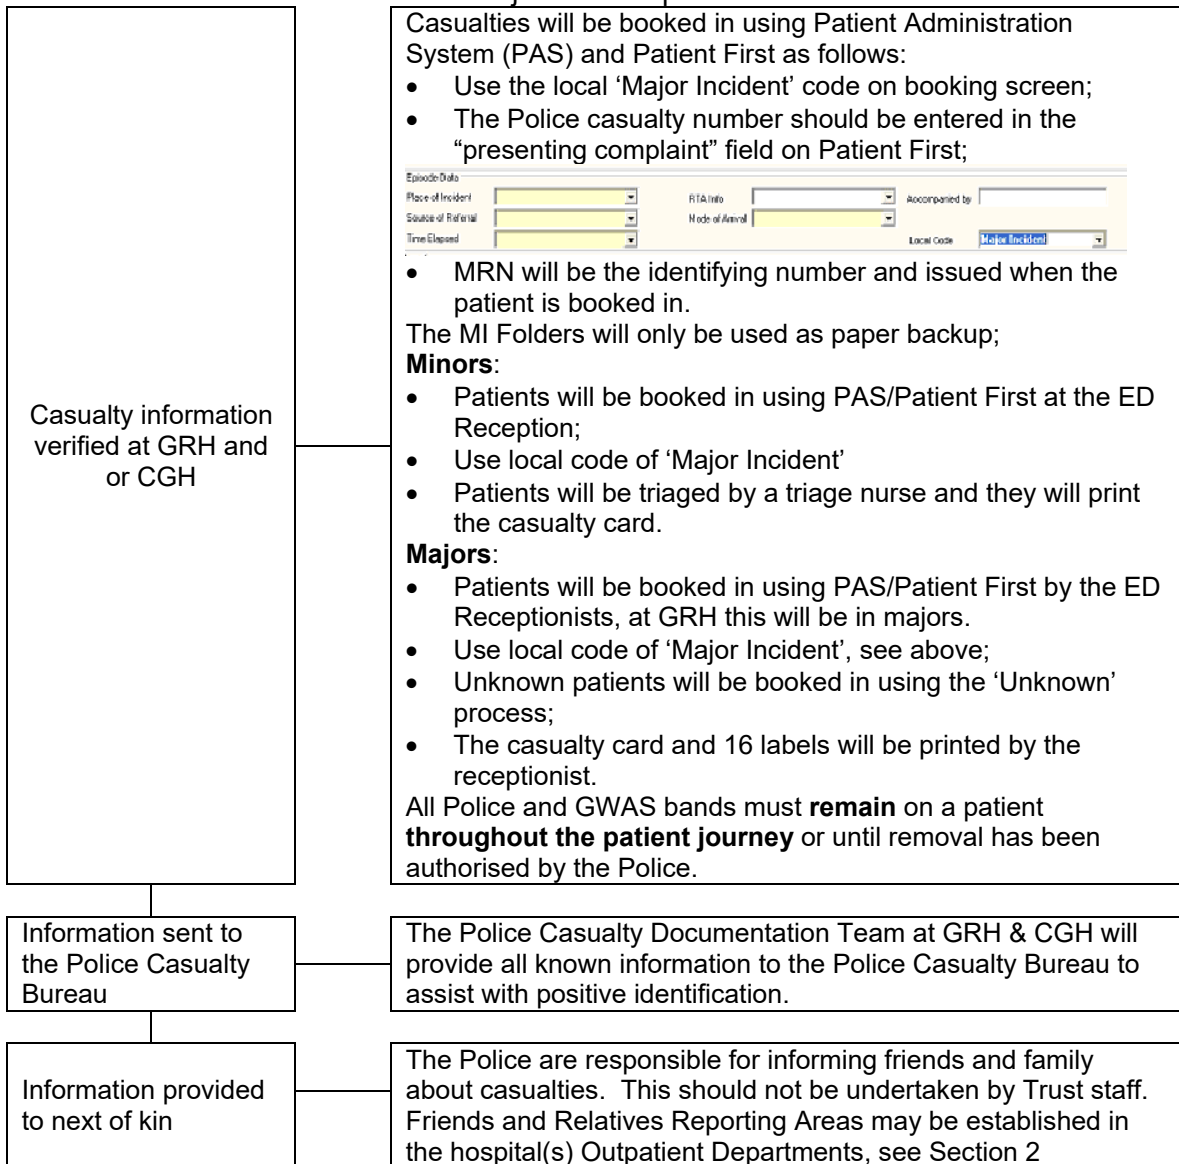 Casualty information
verified at GRH and
or CGH
Casualties will be booked in using Patient Administration
System (PAS) and Patient First as follows:
• Use the local ‘Major Incident’ code on booking screen;
• The Police casualty number should be entered in the
“presenting complaint” field on Patient First;
Episode Data
Place of Incident RTA Info Accompanied by
Source of Referral Mode of Arrival
Time Elapsed Local Code Major Incident
• MRN will be the identifying number and issued when the
patient is booked in.
The MI Folders will only be used as paper backup;
Minors:
• Patients will be booked in using PAS/Patient First at the ED
Reception;
• Use local code of ‘Major Incident’
• Patients will be triaged by a triage nurse and they will print
the casualty card.
Majors:
• Patients will be booked in using PAS/Patient First by the ED
Receptionists, at GRH this will be in majors.
• Use local code of ‘Major Incident’, see above;
• Unknown patients will be booked in using the ‘Unknown’
process;
• The casualty card and 16 labels will be printed by the
receptionist.
All Police and GWAS bands must remain on a patient
throughout the patient journey or until removal has been
authorised by the Police.
Information sent to
the Police Casualty
Bureau
The Police Casualty Documentation Team at GRH & CGH will
provide all known information to the Police Casualty Bureau to
assist with positive identification.
Information provided
to next of kin
The Police are responsible for informing friends and family
about casualties. This should not be undertaken by Trust staff.
Friends and Relatives Reporting Areas may be established in
the hospital(s) Outpatient Departments, see Section 2